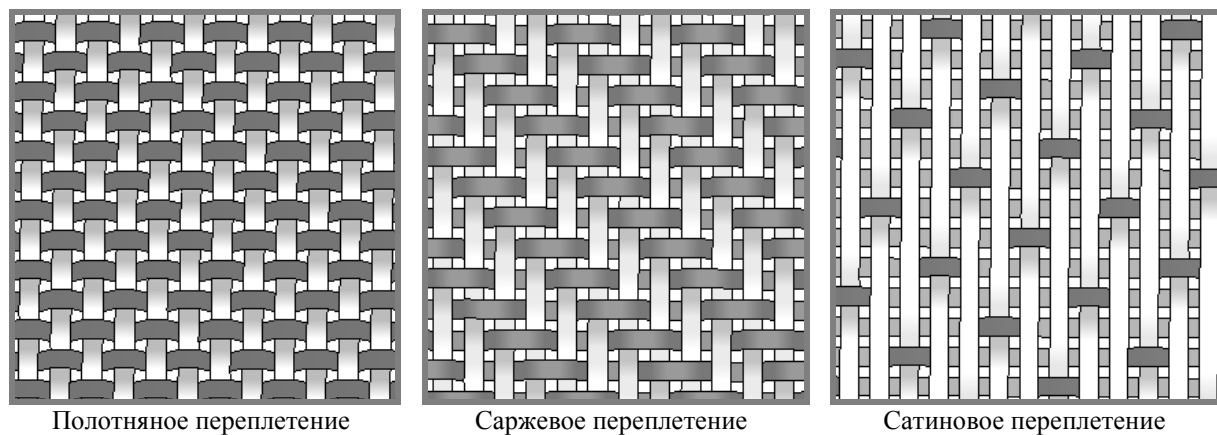 Полотняное переплетение
Саржевое переплетение
Сатиновое переплетение